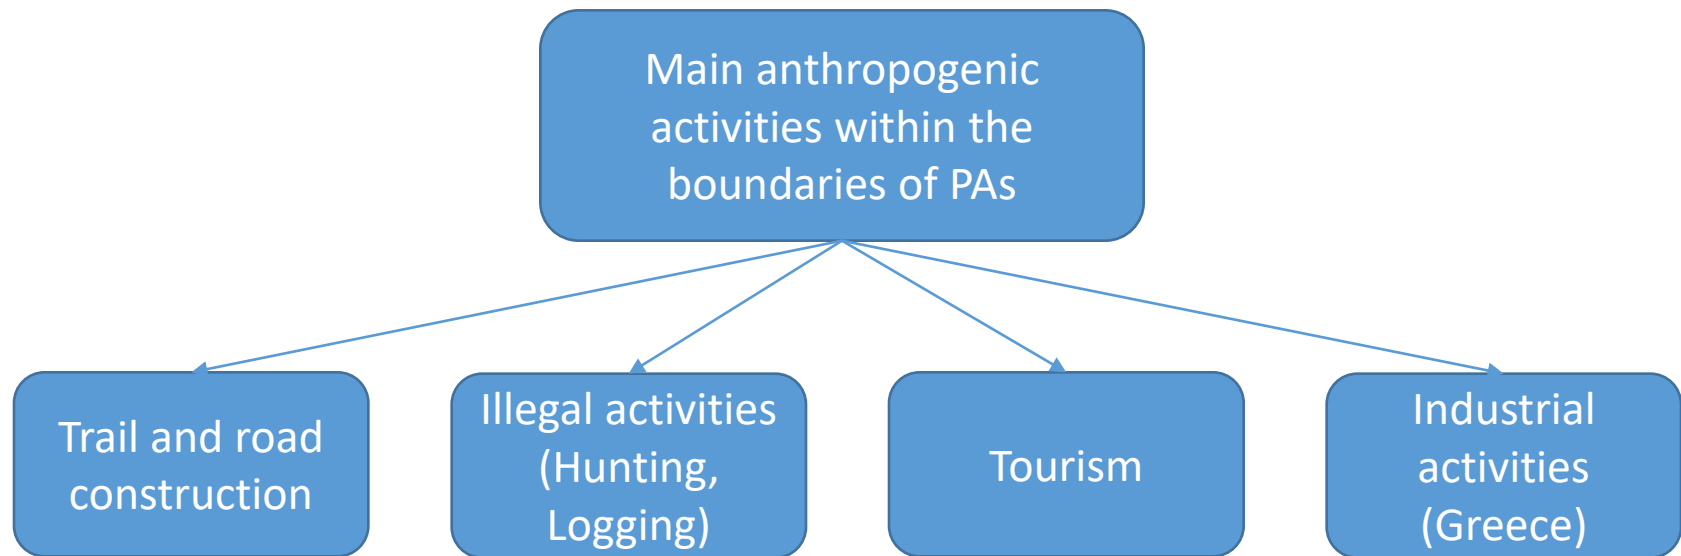 Main anthropogenic
activities within the
boundaries of PAs
Trail and road
construction
Illegal activities
(Hunting,
Logging)
Tourism
Industrial
activities
(Greece)